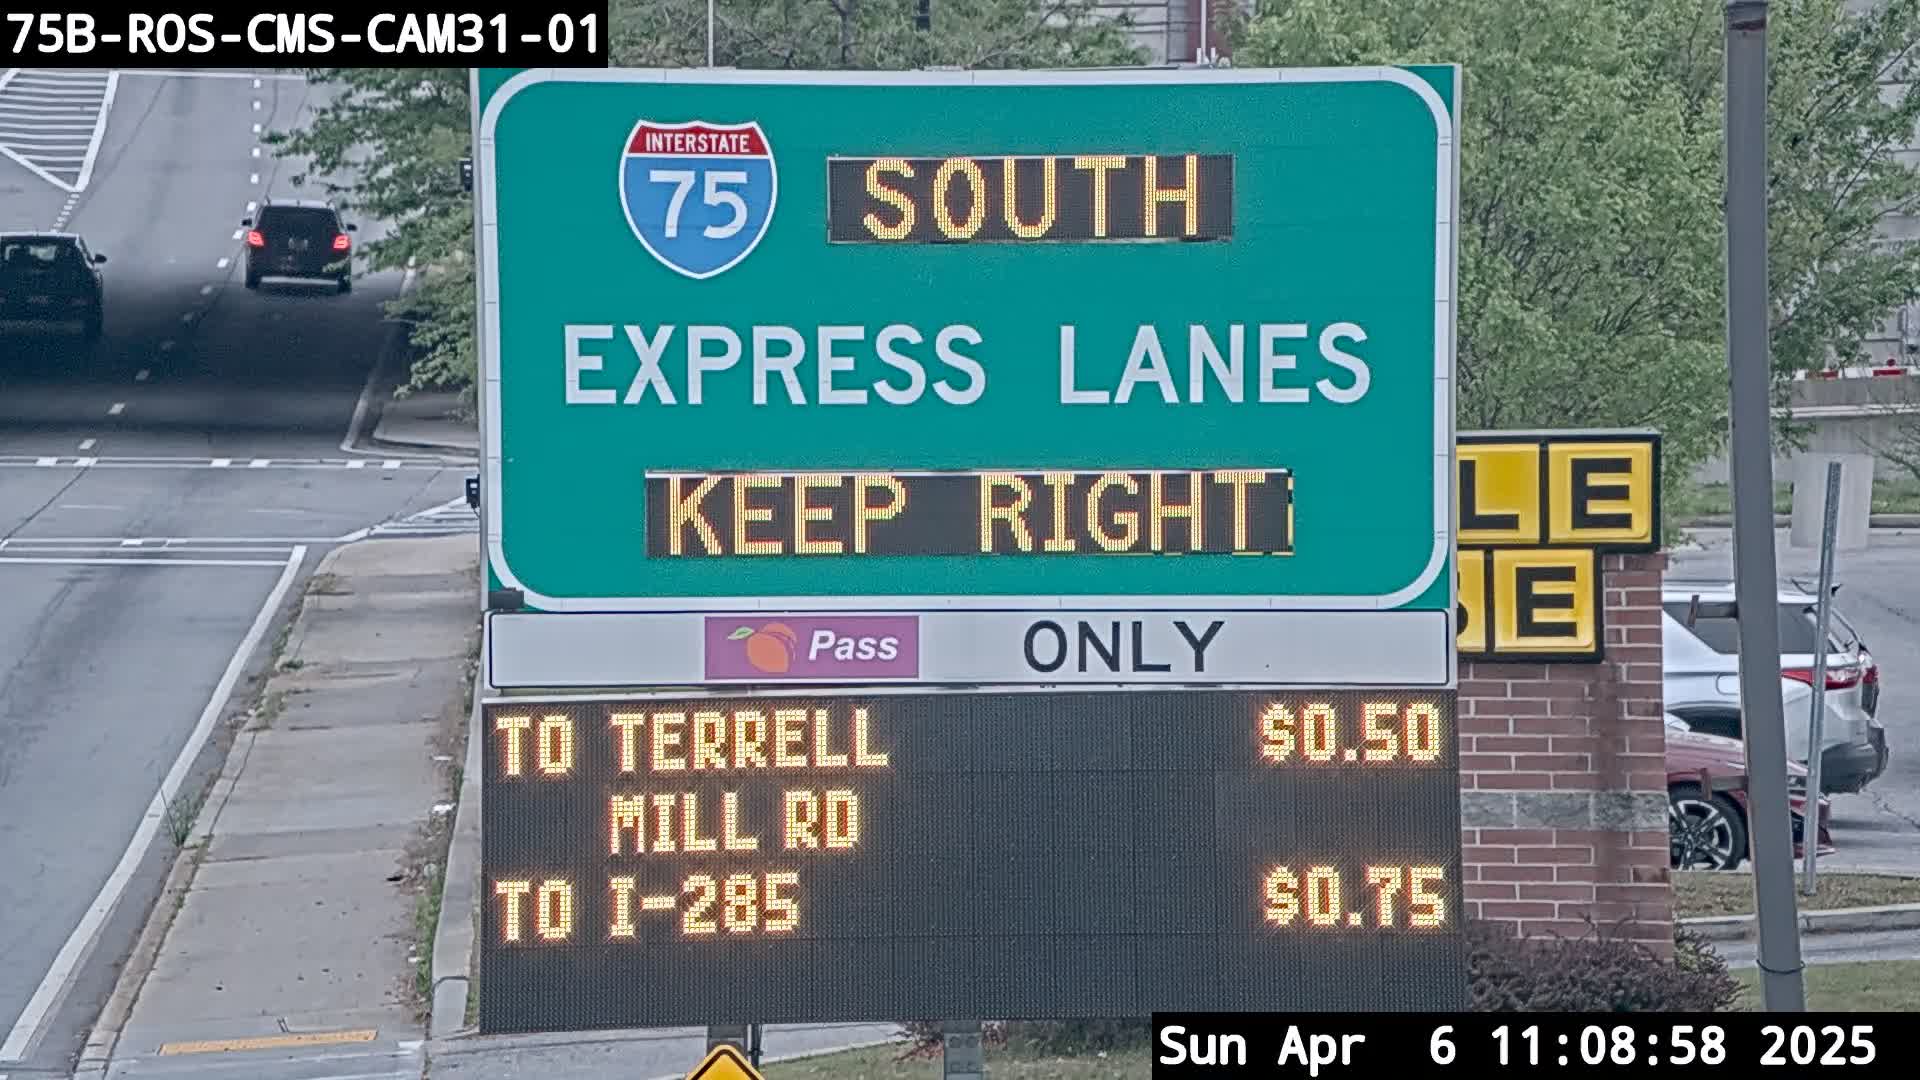 75B-ROS-CMS-CAM31-01
INTERSTATE
75
SOUTH
EXPRESS LANES
KEEP RIGHT
Pass ONLY
TO TERRELL $0.50
MILL RD
TO I-285 $0.75
LE
E
Sun Apr 6 11:08:58 2025